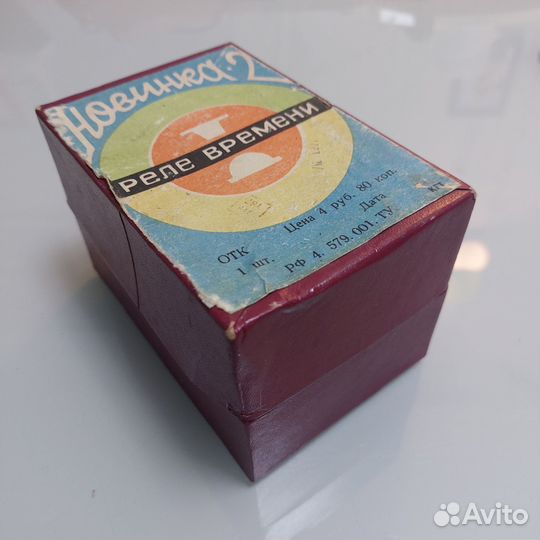 Новинка-2
РЕЛЕ ВРЕМЕНИ
ОТК Цена 4 руб. 80 коп.
1 шт. Дата
РФ 4. 579. 001. ТУ
Avito